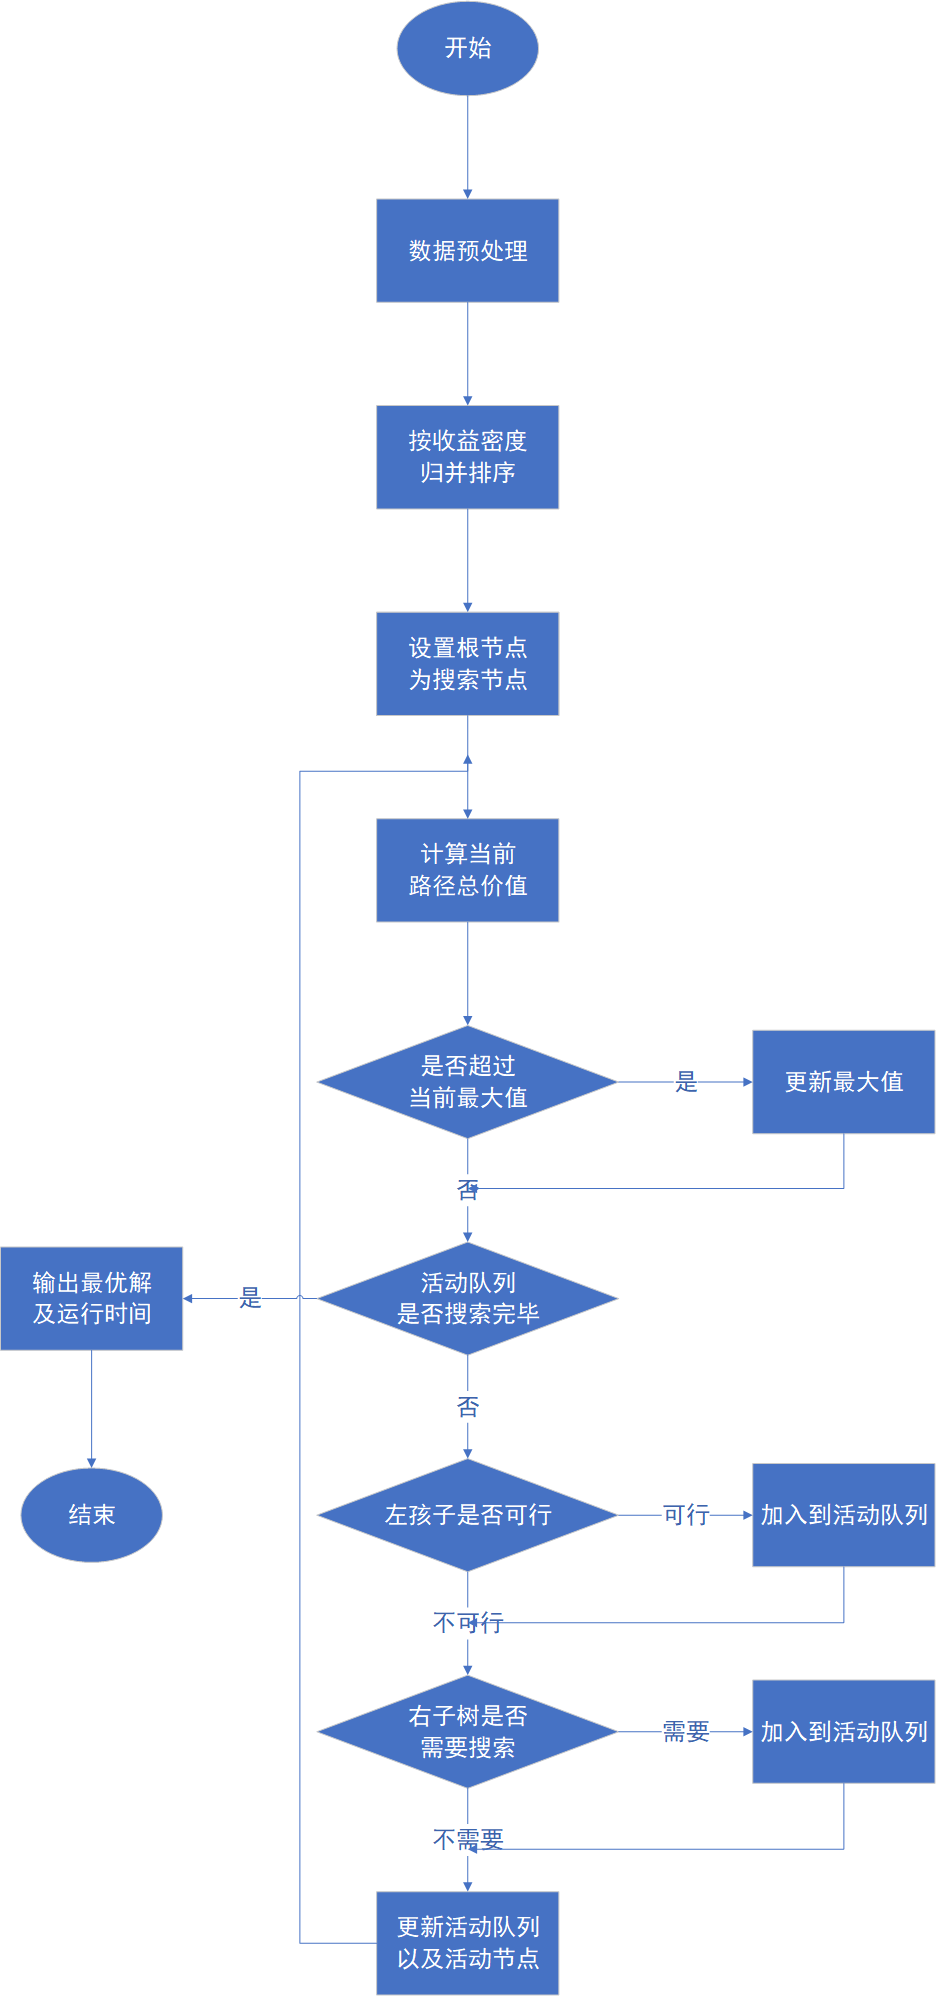 开始
数据预处理
按收益密度
归并排序
设置根节点
为搜索节点
计算当前
路径总价值
是否超过
当前最大值
是
更新最大值
否
活动队列
是否搜索完毕
是
输出最优解
及运行时间
结束
否
左孩子是否可行
可行
加入到活动队列
不可行
右子树是否
需要搜索
需要
加入到活动队列
不需要
更新活动队列
以及活动节点